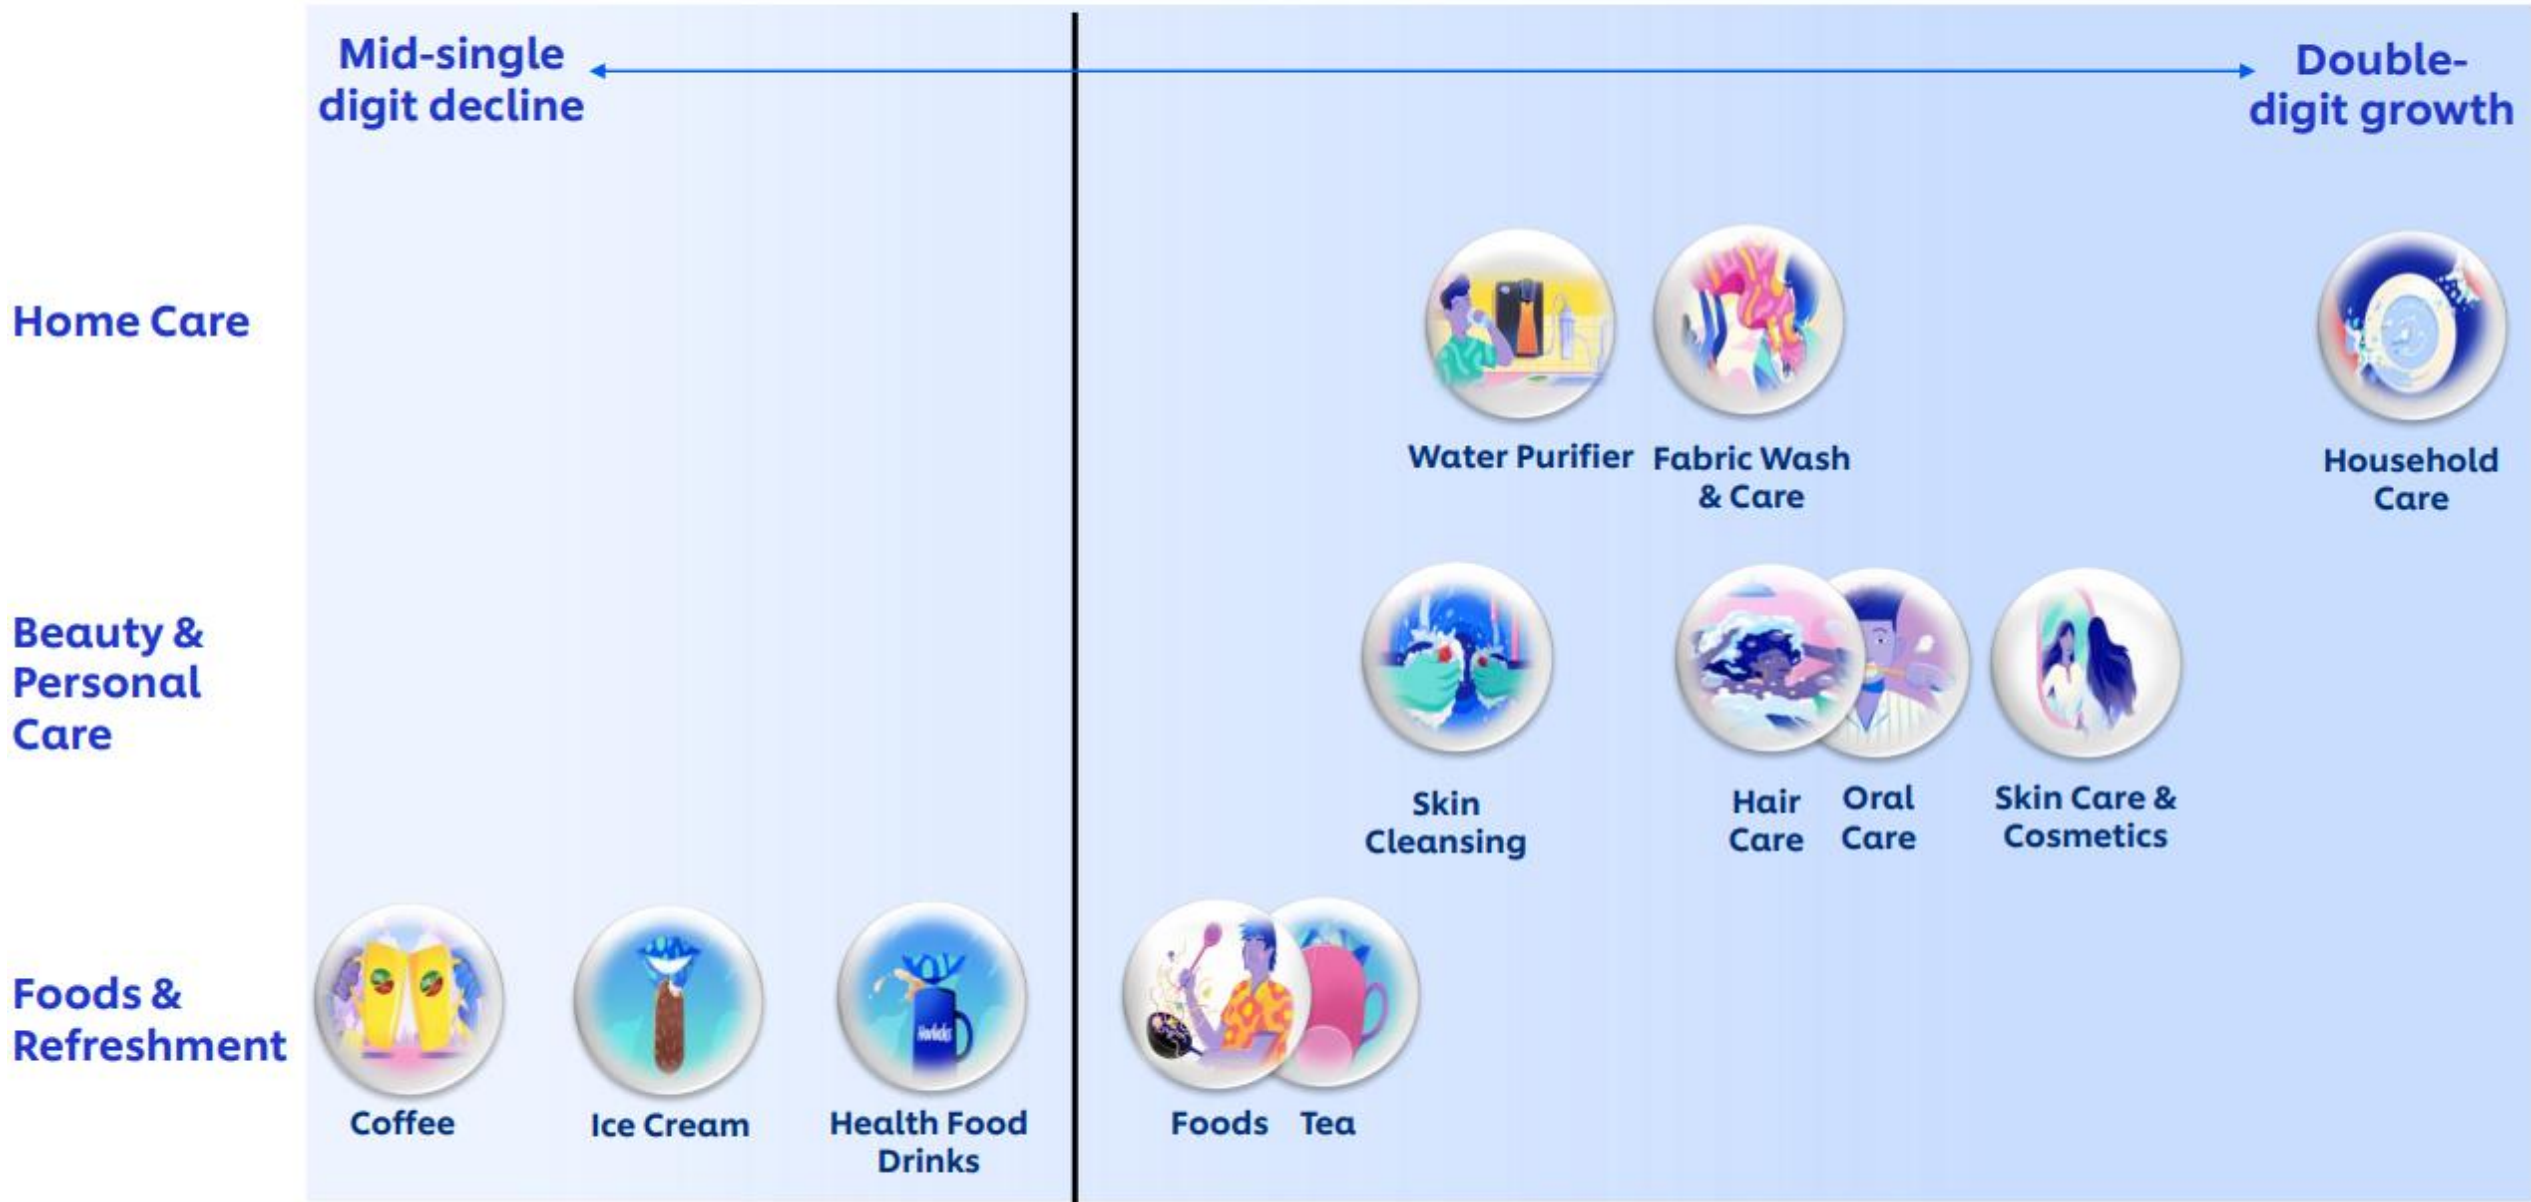 Mid-single
digit decline
Double-
digit growth
Home Care
Water Purifier
Fabric Wash
& Care
Household
Care
Beauty &
Personal
Care
Skin
Cleansing
Hair
Care
Oral
Care
Skin Care &
Cosmetics
Foods &
Refreshment
Horlicks
Coffee
Ice Cream
Health Food
Drinks
Foods
Tea